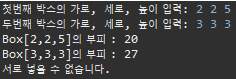 첫번째 박스의 가로, 세로, 높이 입력: 2 2 5
두번째 박스의 가로, 세로, 높이 입력: 3 3 3
Box[2,2,5]의 부피 : 20
Box[3,3,3]의 부피 : 27
서로 넣을 수 없습니다.